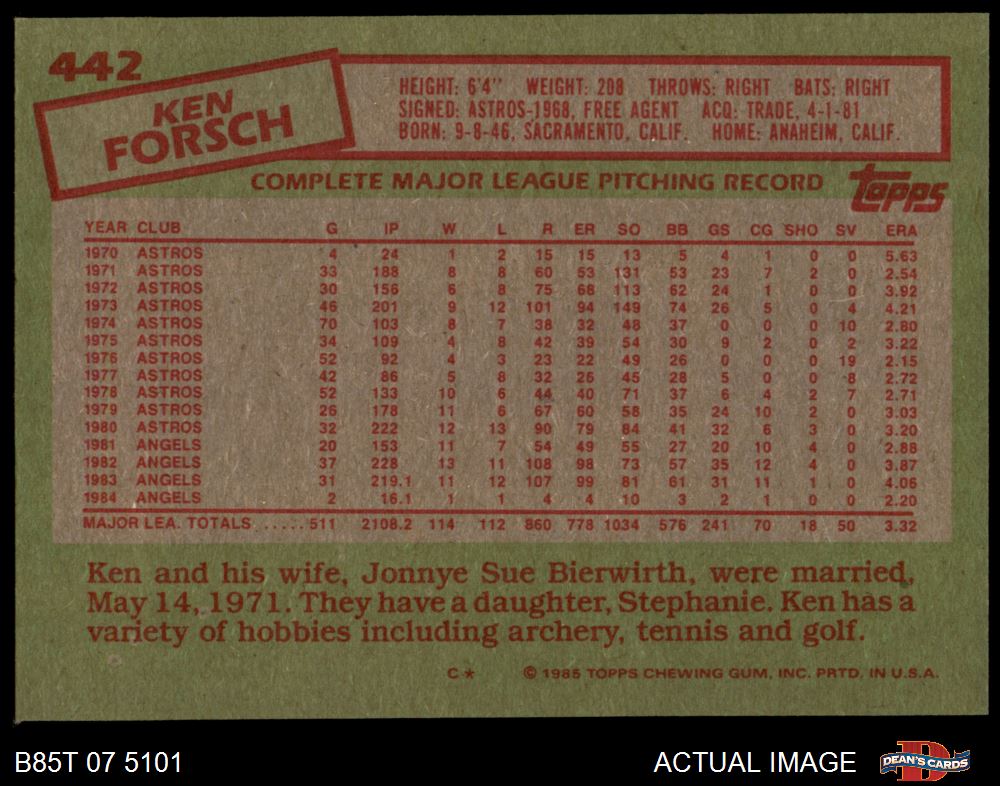 442
KEN
FORSCH
HEIGHT: 6'4" WEIGHT: 208 THROWS: RIGHT BATS: RIGHT
SIGNED: ASTROS-1968, FREE AGENT ACQ: TRADE, 4-1-81
BORN: 9-8-46, SACRAMENTO, CALIF. HOME: ANAHEIM, CALIF.
COMPLETE MAJOR LEAGUE PITCHING RECORD
topps
YEAR CLUB G IP W L R ER SO BB GS CG SHO SV ERA
1970 ASTROS 4 24 1 2 15 15 13 5 4 1 0 0 5.63
1971 ASTROS 33 188 8 8 60 53 131 53 23 7 2 0 2.54
1972 ASTROS 30 156 6 8 75 68 113 62 24 1 0 0 3.92
1973 ASTROS 46 201 9 12 101 94 149 74 26 5 0 4 4.21
1974 ASTROS 70 103 8 7 38 32 48 37 0 0 0 10 2.80
1975 ASTROS 34 109 4 8 42 39 54 30 9 2 0 2 3.22
1976 ASTROS 52 92 4 3 23 22 49 26 0 0 0 19 2.15
1977 ASTROS 42 86 5 8 32 26 45 28 5 0 0 8 2.72
1978 ASTROS 52 133 10 6 44 40 71 37 6 4 2 7 2.71
1979 ASTROS 26 178 11 6 67 60 58 35 24 10 2 0 3.03
1980 ASTROS 32 222 12 13 90 79 84 41 32 6 3 0 3.20
1981 ANGELS 20 153 11 7 54 49 55 27 20 10 4 0 2.88
1982 ANGELS 37 228 13 11 108 98 73 57 35 12 4 0 3.87
1983 ANGELS 31 219.1 11 12 107 99 81 61 31 11 1 0 4.06
1984 ANGELS 2 16.1 1 1 4 4 10 3 2 1 0 0 2.20
MAJOR LEA. TOTALS .....511 2108.2 114 112 860 778 1034 576 241 70 18 50 3.32
Ken and his wife, Jonnye Sue Bierwirth, were married,
May 14, 1971. They have a daughter, Stephanie. Ken has a
variety of hobbies including archery, tennis and golf.
C* © 1985 TOPPS CHEWING GUM, INC. PRTD. IN U.S.A.
B85T 07 5101 ACTUAL IMAGE DEAN'S CARDS